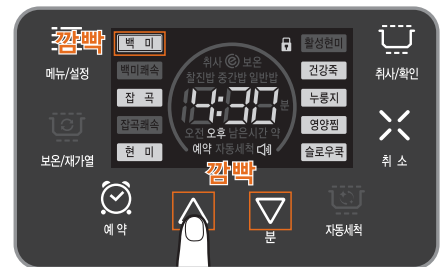 깜빡
메뉴/설정
보온/재가열
예 약
백 미
백미쾌속
잡 곡
잡곡쾌속
현 미
취사 보온
찰진밥 중간밥 일반밥
4:30
분
오전 오후 남은시간 약
예약 자동세척
활성현미
건강죽
누룽지
영양찜
슬로우쿡
취사/확인
취 소
깜빡
분
자동세척